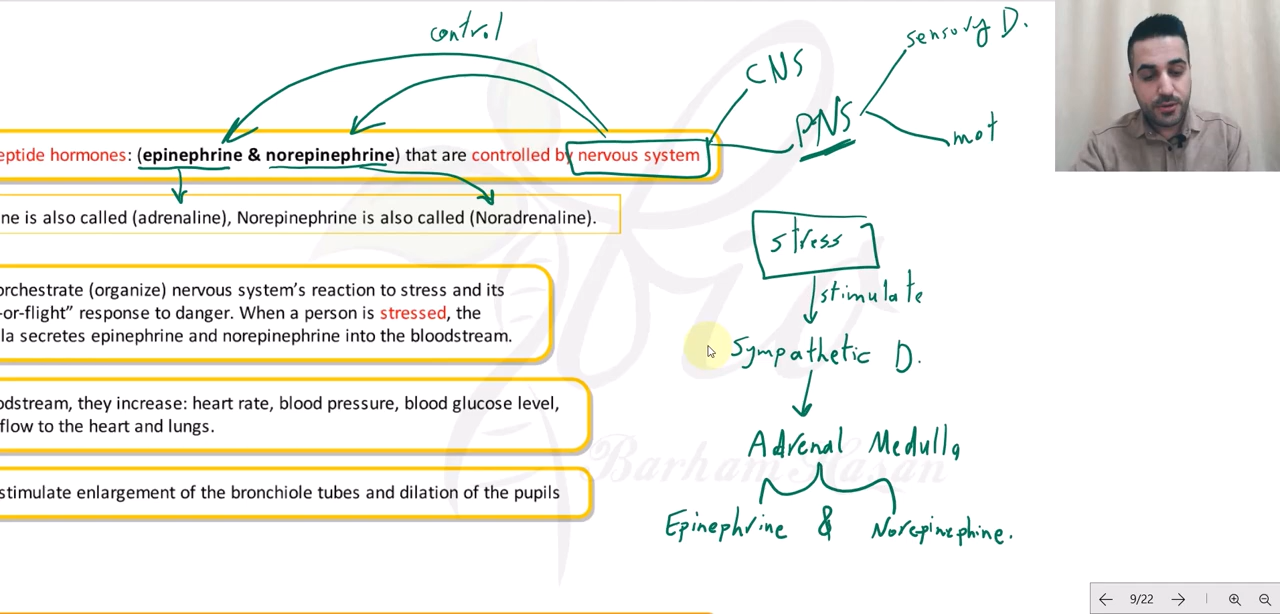 control
sensory D.
CNS
PNS
mot
eptide hormones: (epinephrine & norepinephrine) that are controlled by nervous system
ne is also called (adrenaline), Norepinephrine is also called (Noradrenaline).
stress
orchestrate (organize) nervous system's reaction to stress and its
-or-flight" response to danger. When a person is stressed, the
la secretes epinephrine and norepinephrine into the bloodstream.
stimulate
Sympathetic D.
odstream, they increase: heart rate, blood pressure, blood glucose level,
flow to the heart and lungs.
Adrenal Medulla
Barham Hasan
stimulate enlargement of the bronchiole tubes and dilation of the pupils
Epinephrine & Norepinephine.
9/22